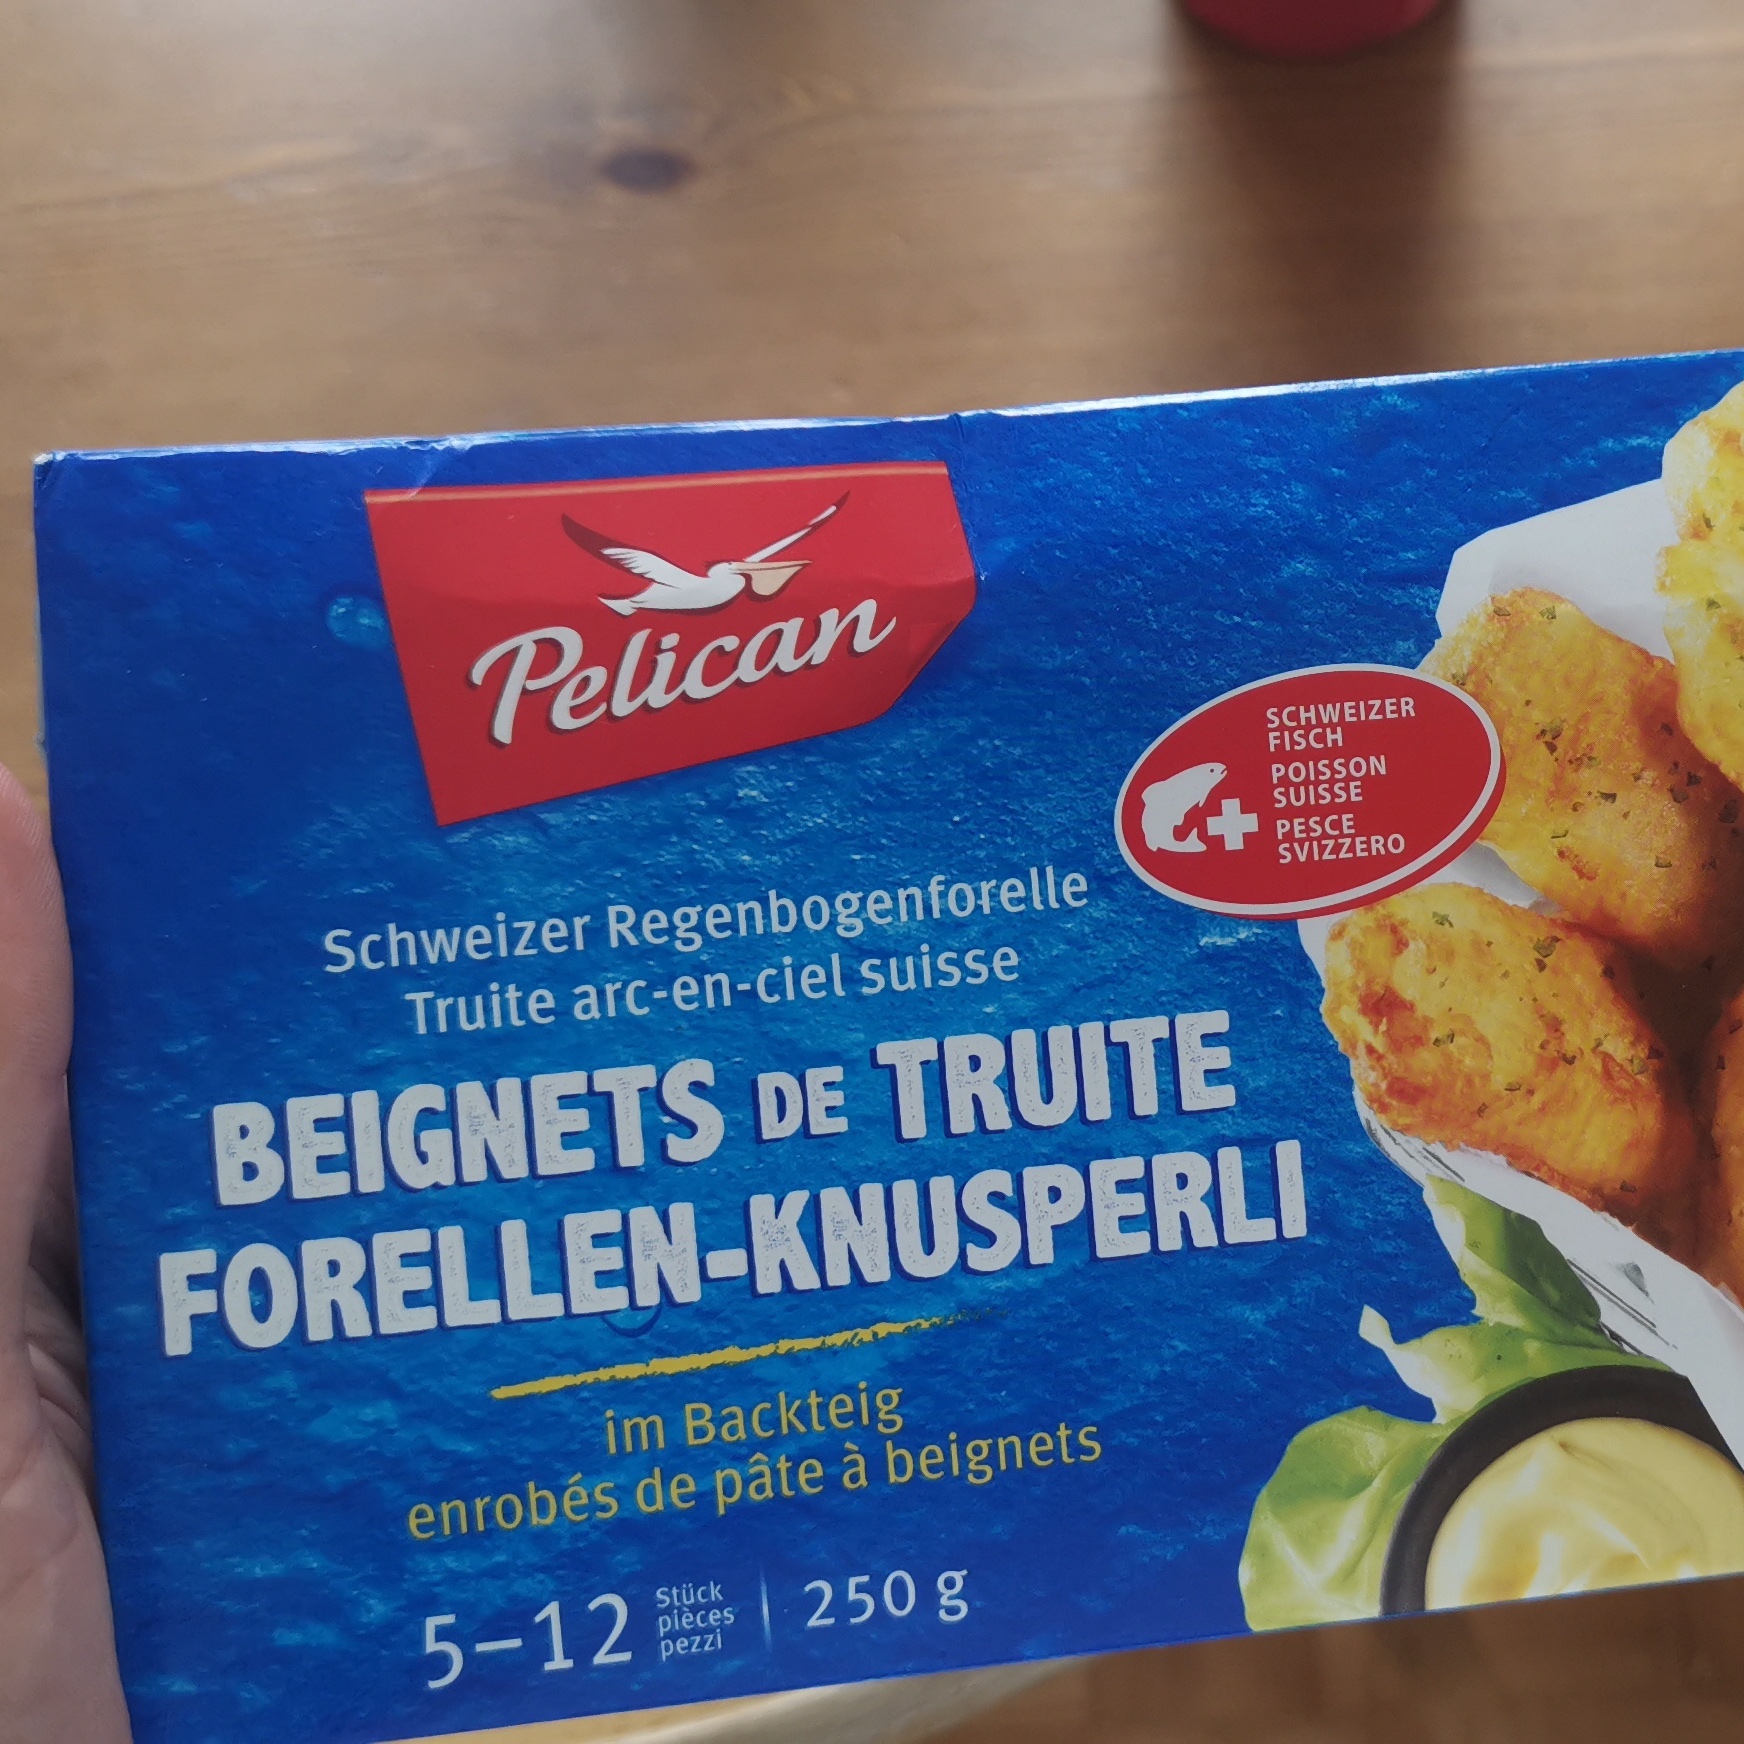 Pelican
SCHWEIZER
FISCH
POISSON
SUISSE
PESCE
SVIZZERO
Schweizer Regenbogenforelle
Truite arc-en-ciel suisse
BEIGNETS DE TRUITE
FORELLEN-KNUSPERLI
im Backteig
enrobés de pâte à beignets
5–12 Stück
pièces
pezzi
250 g